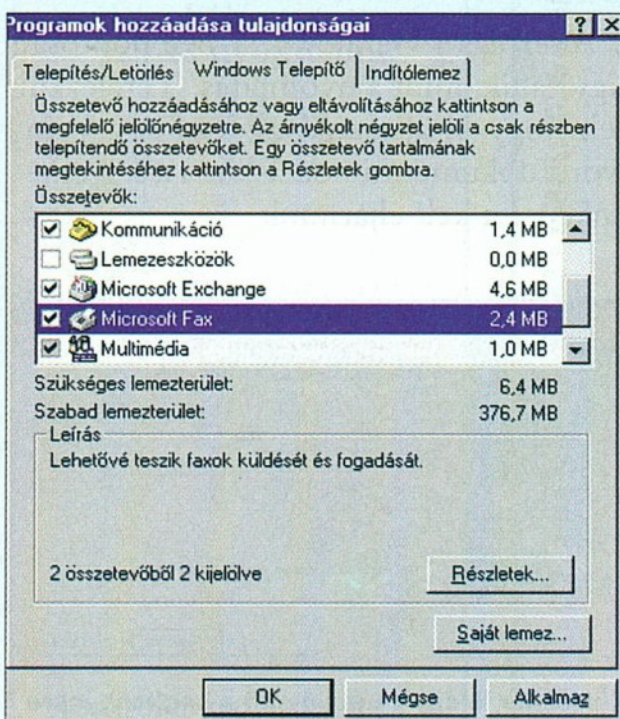 Programok hozzáadása tulajdonságai
Telepítés/Letörlés Windows Telepítő Indítólemez
Összetevő hozzáadásához vagy eltávolításához kattintson a
megfelelő jelölőnégyzetre. Az árnyékolt négyzet jelöli a csak részben
telepítendő összetevőket. Egy összetevő tartalmának
megtekintéséhez kattintson a Részletek gombra.
Összetevők:
Kommunikáció 1,4 MB
Lemezeszközök 0,0 MB
Microsoft Exchange 4,6 MB
Microsoft Fax 2,4 MB
Multimédia 1,0 MB
Szükséges lemezterület: 6,4 MB
Szabad lemezterület: 376,7 MB
Leírás
Lehetővé teszik faxok küldését és fogadását.
2 összetevőből 2 kijelölve Részletek...
Saját lemez...
OK Mégse Alkalmaz